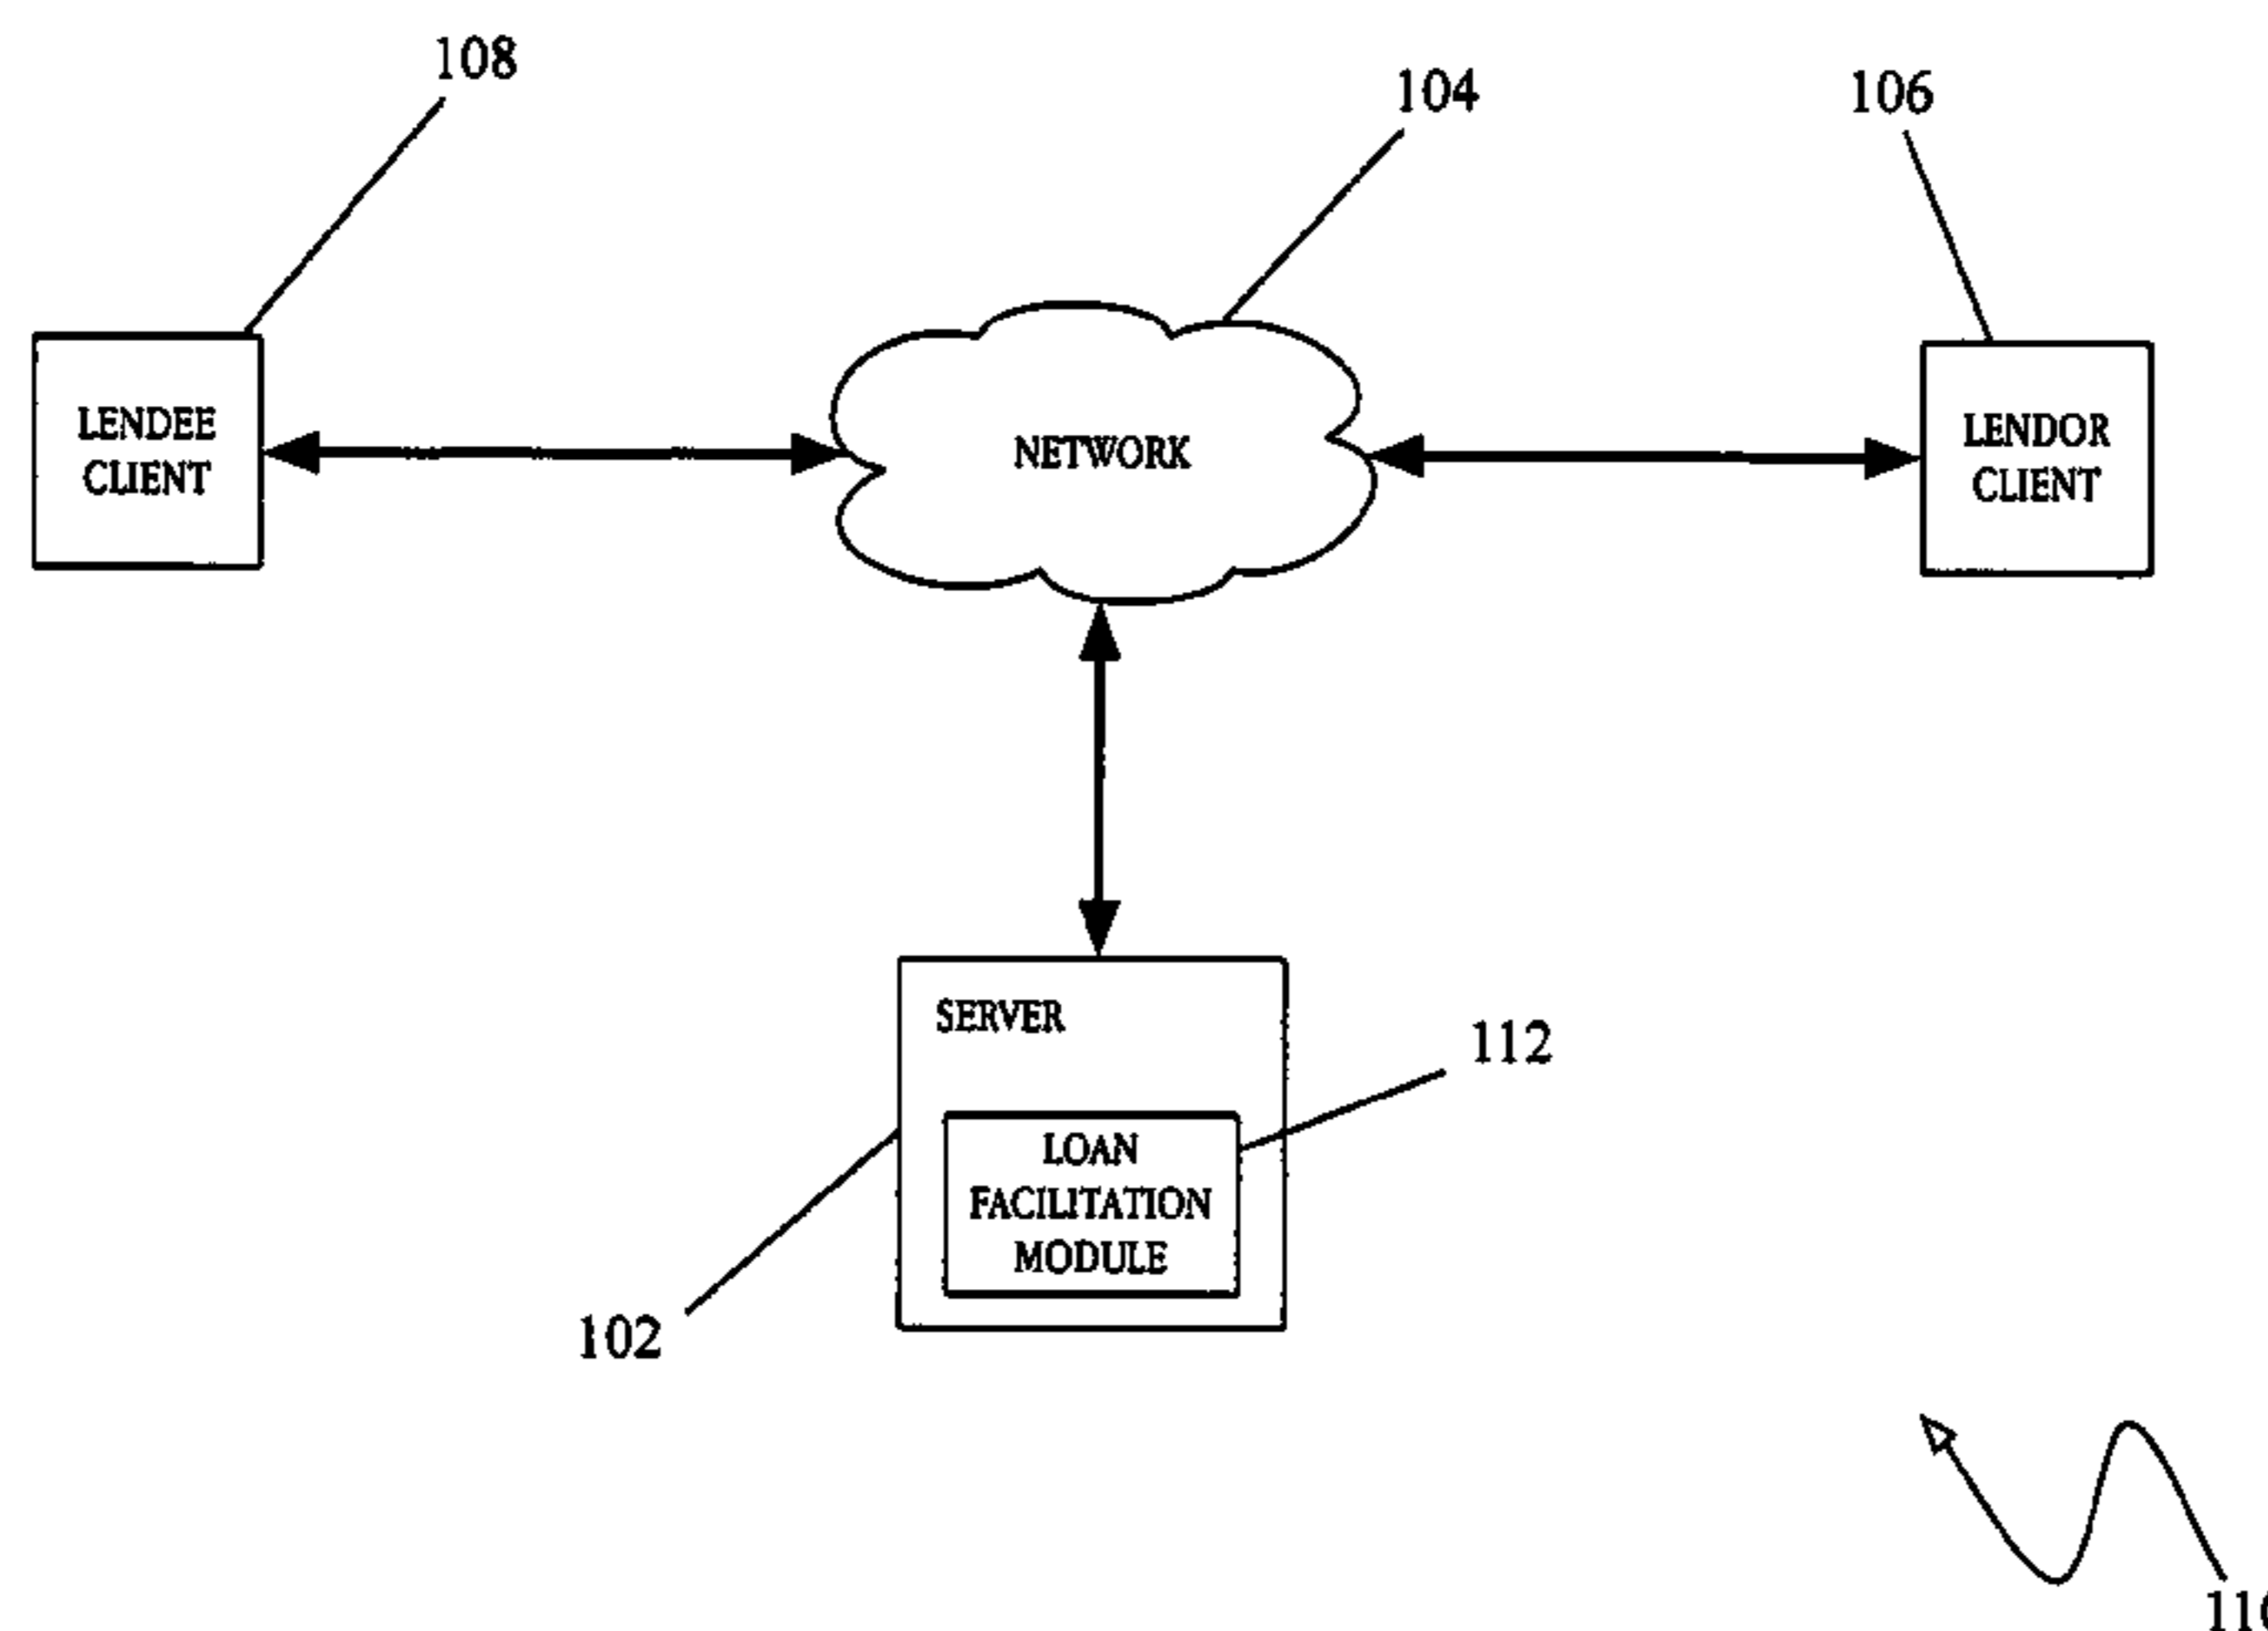 108
104
106
LENDEE
CLIENT
NETWORK
LENDOR
CLIENT
SERVER
112
LOAN
FACILITATION
MODULE
102